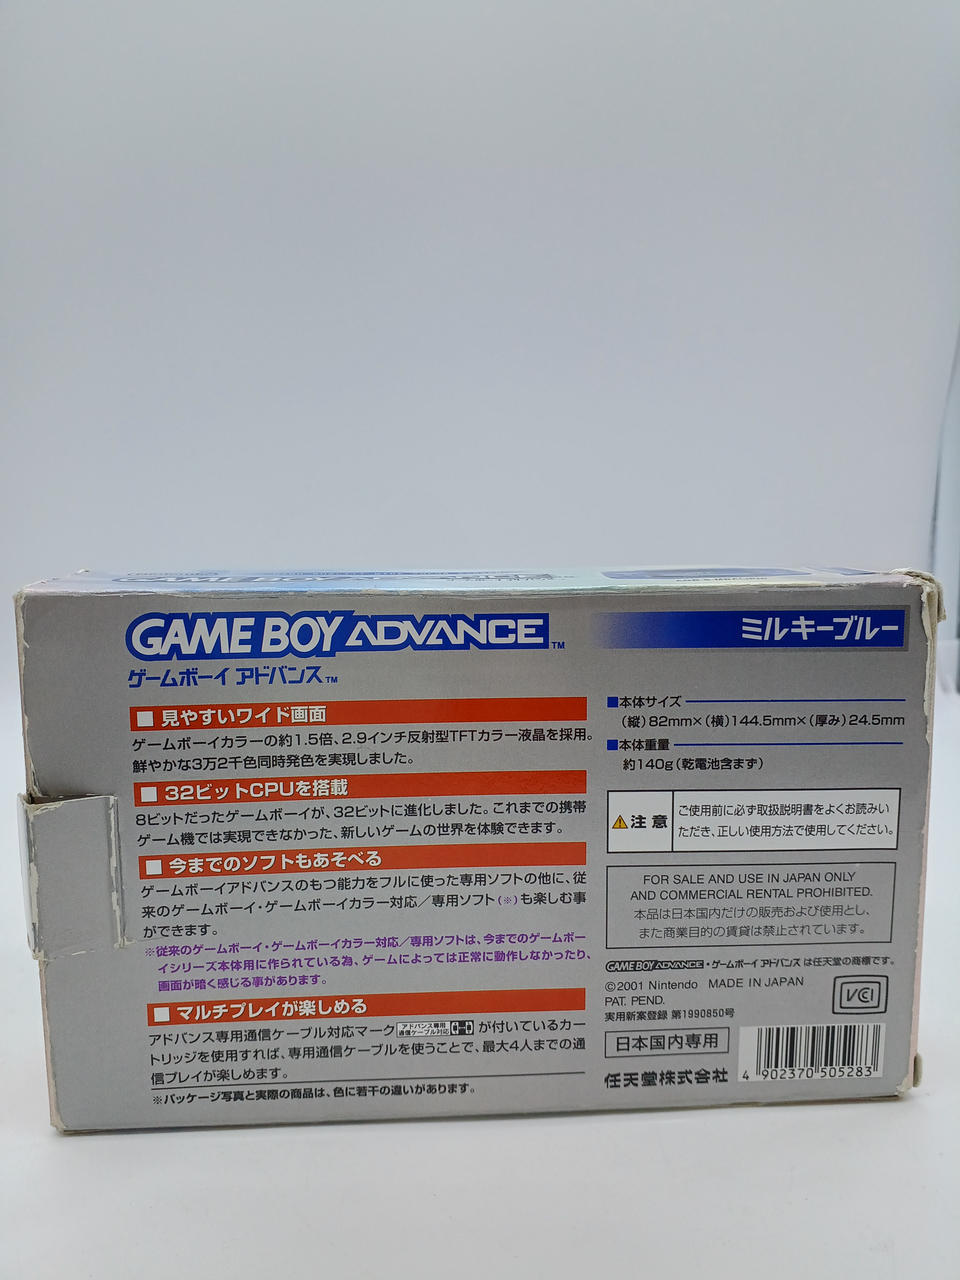 GAME BOY ADVANCE™
ゲームボーイ アドバンス™
ミルキーブルー
■ 見やすいワイド画面
ゲームボーイカラーの約1.5倍、2.9インチ反射型TFTカラー液晶を採用。
鮮やかな3万2千色同時発色を実現しました。
■ 32ビットCPUを搭載
8ビットだったゲームボーイが、32ビットに進化しました。これまでの携帯
ゲーム機では実現できなかった、新しいゲームの世界を体験できます。
■ 今までのソフトもあそべる
ゲームボーイアドバンスのもつ能力をフルに使った専用ソフトの他に、従
来のゲームボーイ・ゲームボーイカラー対応／専用ソフト(※)も楽しむ事
ができます。
※従来のゲームボーイ・ゲームボーイカラー対応／専用ソフトは、今までのゲームボー
イシリーズ本体用に作られている為、ゲームによっては正常に動作しなかったり、
画面が暗く感じる事があります。
■ マルチプレイが楽しめる
アドバンス専用通信ケーブル対応マーク アドバンス専用 通信ケーブル対応 が付いているカー
トリッジを使用すれば、専用通信ケーブルを使うことで、最大4人までの通
信プレイが楽しめます。
※パッケージ写真と実際の商品は、色に若干の違いがあります。
■本体サイズ
（縦）82mm×（横）144.5mm×（厚み）24.5mm
■本体重量
約140g（乾電池含まず）
注意
ご使用前に必ず取扱説明書をよくお読みい
ただき、正しい使用方法で使用してください。
FOR SALE AND USE IN JAPAN ONLY
AND COMMERCIAL RENTAL PROHIBITED.
本品は日本国内だけの販売および使用とし、
また商業目的の賃貸は禁止されています。
GAME BOY ADVANCE・ゲームボーイ アドバンス は任天堂の商標です。
©2001 Nintendo MADE IN JAPAN
PAT. PEND.
実用新案登録 第1990850号
VCI
日本国内専用
任天堂株式会社
4 902370 505283